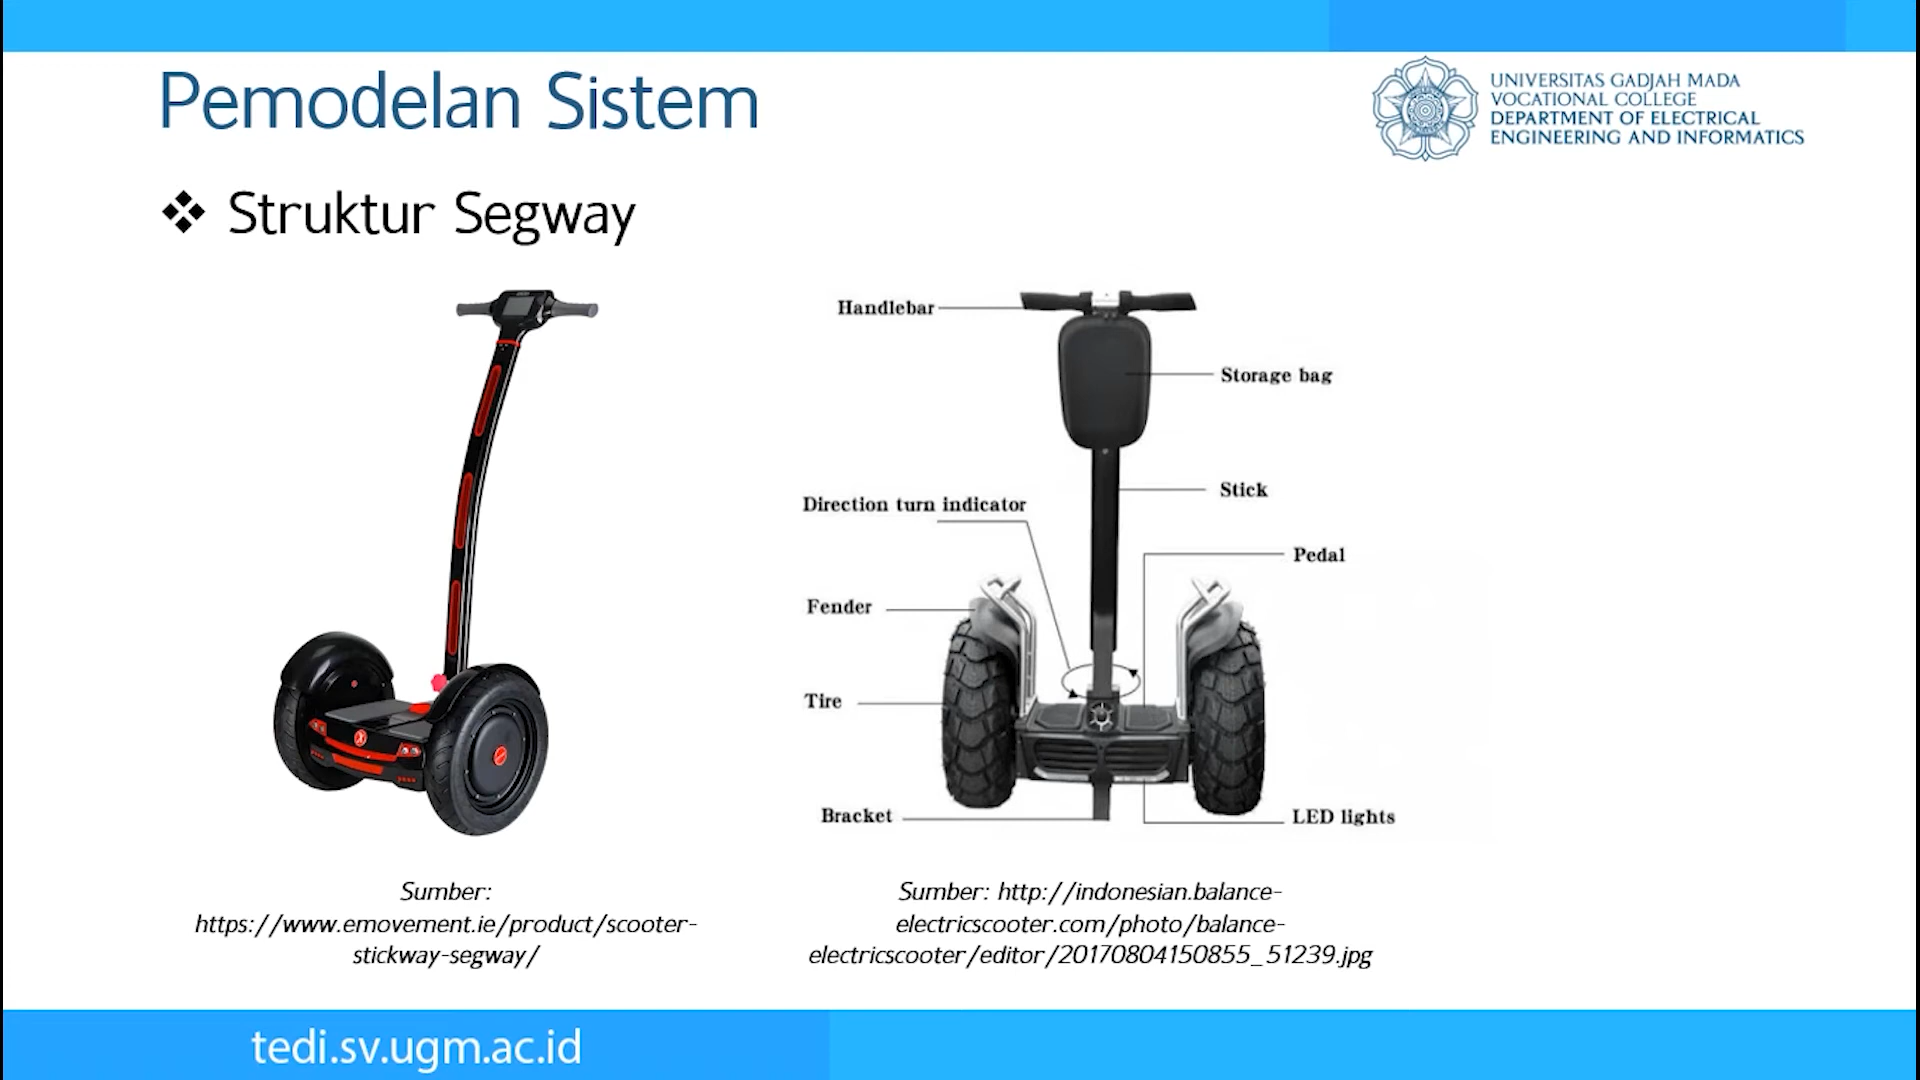 Pemodelan Sistem
UNIVERSITAS GADJAH MADA
VOCATIONAL COLLEGE
DEPARTMENT OF ELECTRICAL
ENGINEERING AND INFORMATICS
Struktur Segway
Handlebar
Storage bag
Stick
Direction turn indicator
Pedal
Fender
Tire
Bracket
LED lights
Sumber:
https://www.emovement.ie/product/scooter-
stickway-segway/
Sumber: http://indonesian.balance-
electricscooter.com/photo/balance-
electricscooter/editor/20170804150855_51239.jpg
tedi.sv.ugm.ac.id